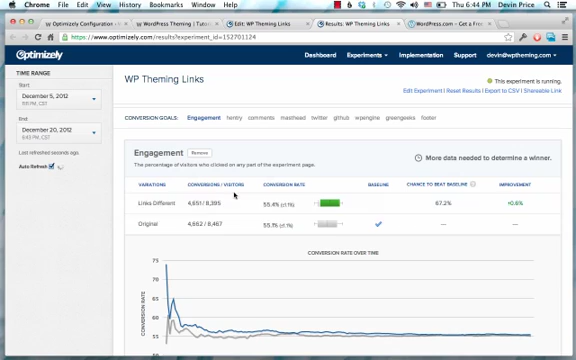 Chrome File Edit View History Bookmarks Window Help
Thu 6:44 PM Devin Price
Optimizely Configuration
WordPress Theming | Tutori
Edit: WP Theming Links
Results: WP Theming Links
WordPress.com - Get a Free
https://www.optimizely.com/results?experiment_id=152701124
Optimizely
Dashboard Experiments Implementation Support devin@wptheming.com
TIME RANGE
Start
December 5, 2012
End
December 20, 2012
Last refreshed seconds ago.
Auto Refresh
WP Theming Links
This experiment is running.
Edit Experiment | Reset Results | Export to CSV | Shareable Link
CONVERSION GOALS: Engagement hentry comments masthead twitter github wpengine greengeeks footer
Engagement Remove
More data needed to determine a winner.
The percentage of visitors who clicked on any part of the experiment page.
VARIATIONS CONVERSIONS / VISITORS CONVERSION RATE BASELINE CHANCE TO BEAT BASELINE IMPROVEMENT
Links Different 4,651 / 8,395 55.4% (±1.1%) 67.2% +0.6%
Original 4,662 / 8,467 55.1% (±1.1%) — —
CONVERSION RATE OVER TIME
CONVERSION RATE
75
65
60
55
50